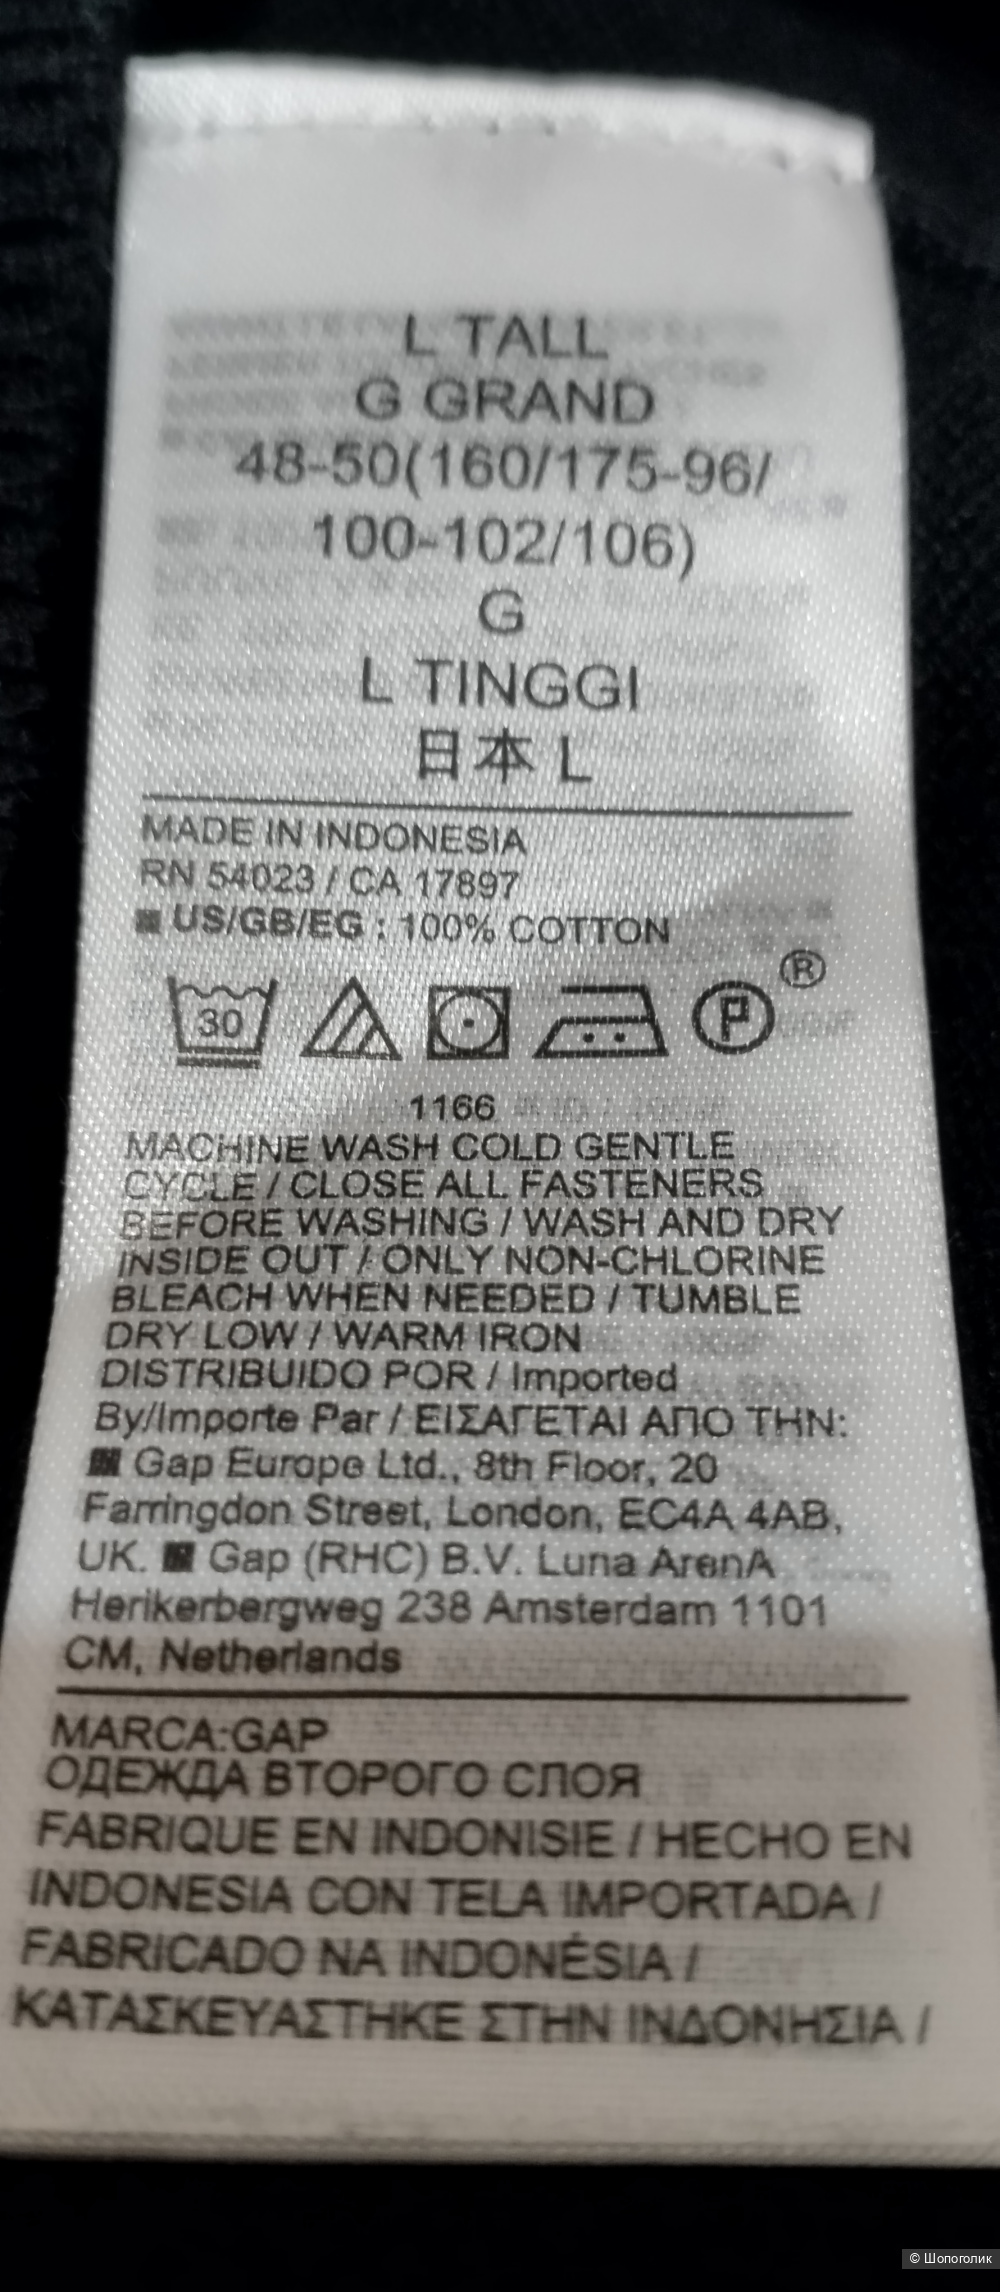 L TALL
G GRAND
48-50(160/175-96/
100-102/106)
G
L TINGGI
日本 L
MADE IN INDONESIA
RN 54023 / CA 17897
US/GB/EG : 100% COTTON
®
30
P
1166
MACHINE WASH COLD GENTLE
CYCLE / CLOSE ALL FASTENERS
BEFORE WASHING / WASH AND DRY
INSIDE OUT / ONLY NON-CHLORINE
BLEACH WHEN NEEDED / TUMBLE
DRY LOW / WARM IRON
DISTRIBUIDO POR / Imported
By/Importe Par / ΕΙΣΑΓΕΤΑΙ ΑΠΟ ΤΗΝ:
Gap Europe Ltd., 8th Floor, 20
Farringdon Street, London, EC4A 4AB,
UK. Gap (RHC) B.V. Luna ArenA
Herikerbergweg 238 Amsterdam 1101
CM, Netherlands
MARCA:GAP
ОДЕЖДА ВТОРОГО СЛОЯ
FABRIQUE EN INDONISIE / HECHO EN
INDONESIA CON TELA IMPORTADA /
FABRICADO NA INDONÉSIA /
ΚΑΤΑΣΚΕΥΑΣΤΗΚΕ ΣΤΗΝ ΙΝΔΟΝΗΣΙΑ /
© Шопоголик